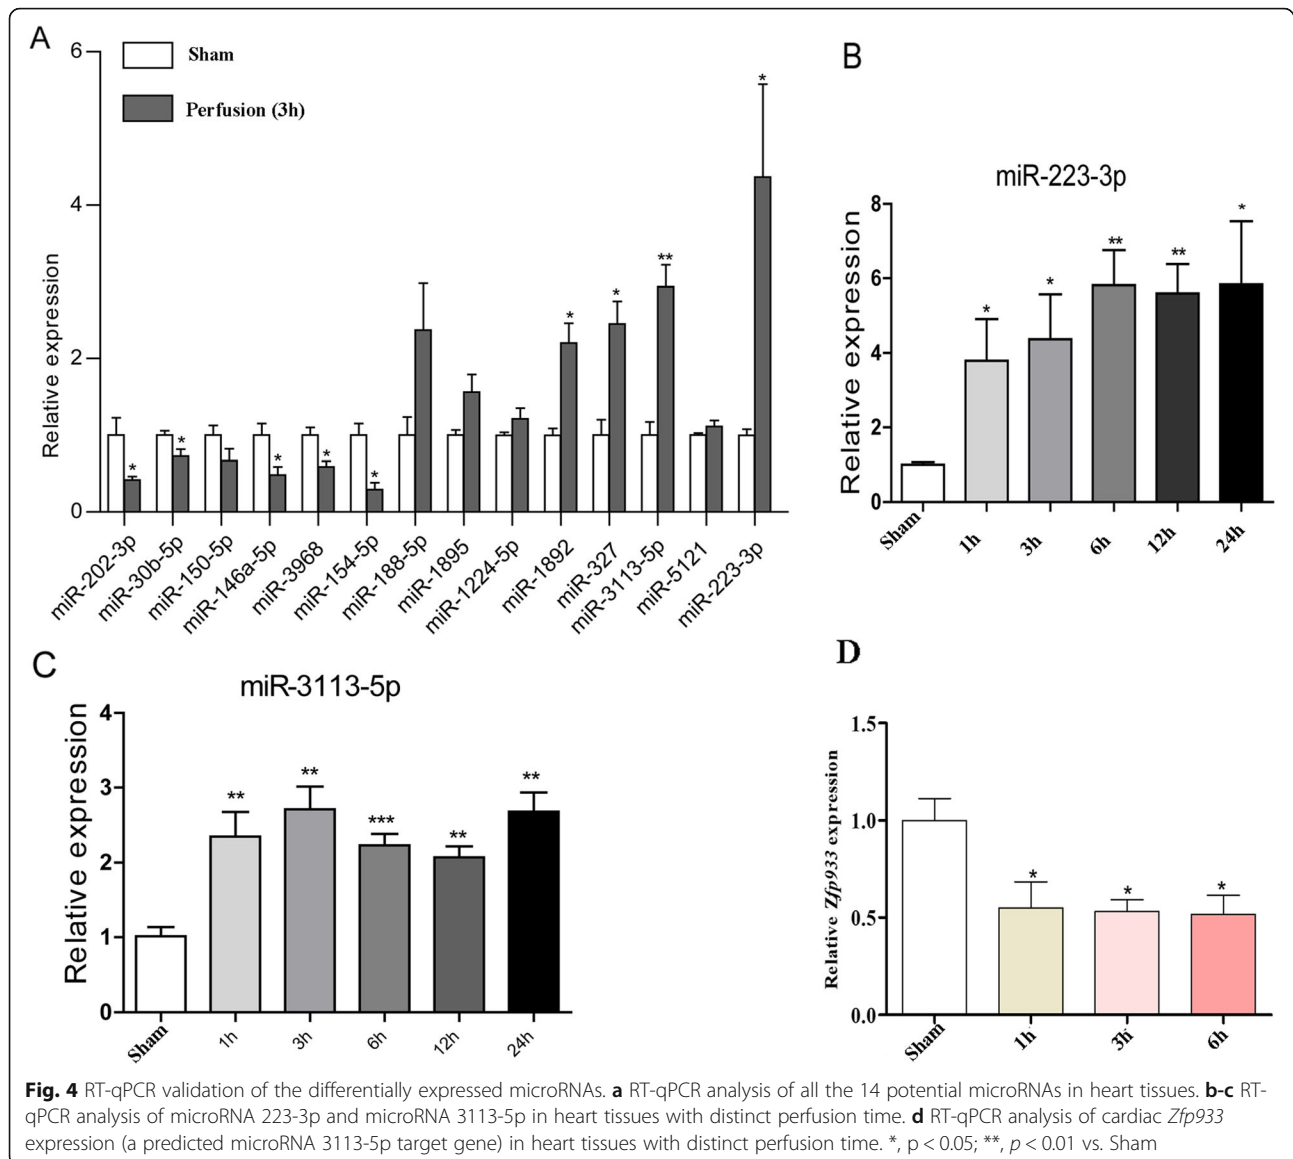 A
6
4
2
0
Relative expression
Sham
Perfusion (3h)
*
*
*
*
*
*
*
**
*
miR-202-3p
miR-30b-5p
miR-150-5p
miR-146a-5p
miR-3968
miR-154-5p
miR-188-5p
miR-1895
miR-1224-5p
miR-1892
miR-327
miR-3113-5p
miR-5121
miR-223-3p
B
miR-223-3p
Relative expression
8
6
4
2
0
*
*
**
**
*
Sham
1h
3h
6h
12h
24h
C
miR-3113-5p
Relative expression
4
3
2
1
0
**
**
***
**
**
Sham
1h
3h
6h
12h
24h
D
Relative Zfp933 expression
1.5
1.0
0.5
0.0
*
*
*
Sham
1h
3h
6h
Fig. 4 RT-qPCR validation of the differentially expressed microRNAs. a RT-qPCR analysis of all the 14 potential microRNAs in heart tissues. b-c RT-
qPCR analysis of microRNA 223-3p and microRNA 3113-5p in heart tissues with distinct perfusion time. d RT-qPCR analysis of cardiac Zfp933
expression (a predicted microRNA 3113-5p target gene) in heart tissues with distinct perfusion time. *, p < 0.05; **, p < 0.01 vs. Sham